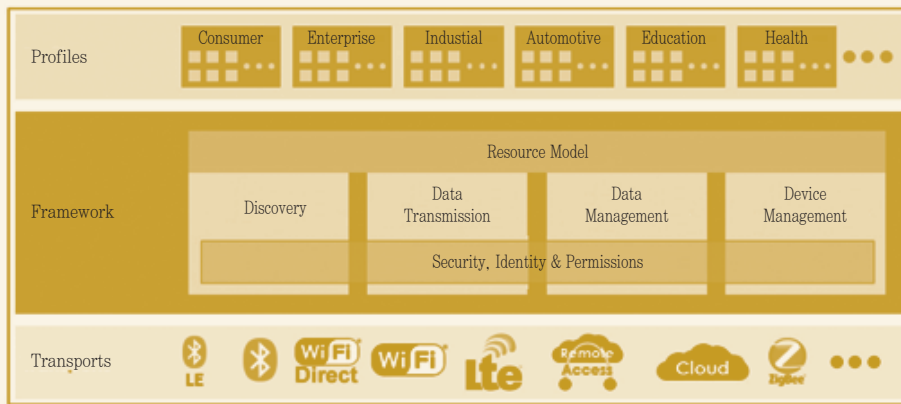 Profiles
Consumer
Enterprise
Industial
Automotive
Education
Health
Framework
Resource Model
Discovery
Data
Transmission
Data
Management
Device
Management
Security, Identity & Permissions
Transports
LE
WiFi
Direct
WiFi
Lte
Remote
Access
Cloud
ZigBee